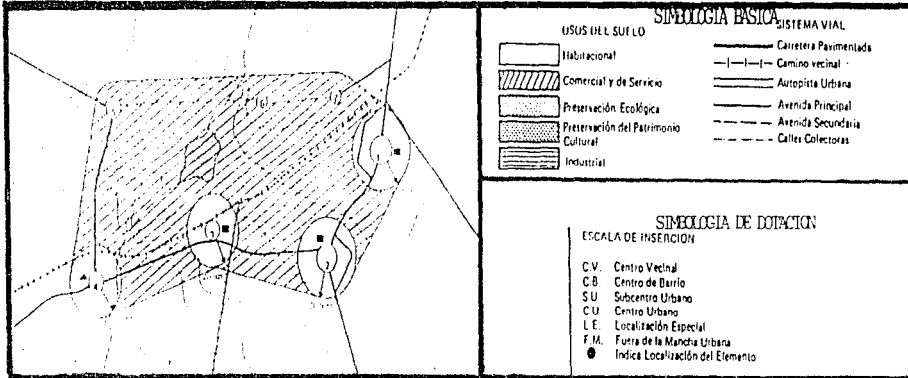 SIMBOLOGIA BASICA
USOS DEL SUELO
Habitacional
Comercial y de Servicio
Preservación Ecológica
Preservación del Patrimonio
Cultural
Industrial
SISTEMA VIAL
Carretera Pavimentada
Camino vecinal
Autopista Urbana
Avenida Principal
Avenida Secundaria
Calles Colectoras
SIMBOLOGIA DE DOTACION
ESCALA DE INSERCION
C.V. Centro Vecinal
C.B. Centro de Barrio
S U Subcentro Urbano
C U Centro Urbano
L E. Localización Especial
F.M. Fuera de la Mancha Urbana
Indica Localización del Elemento